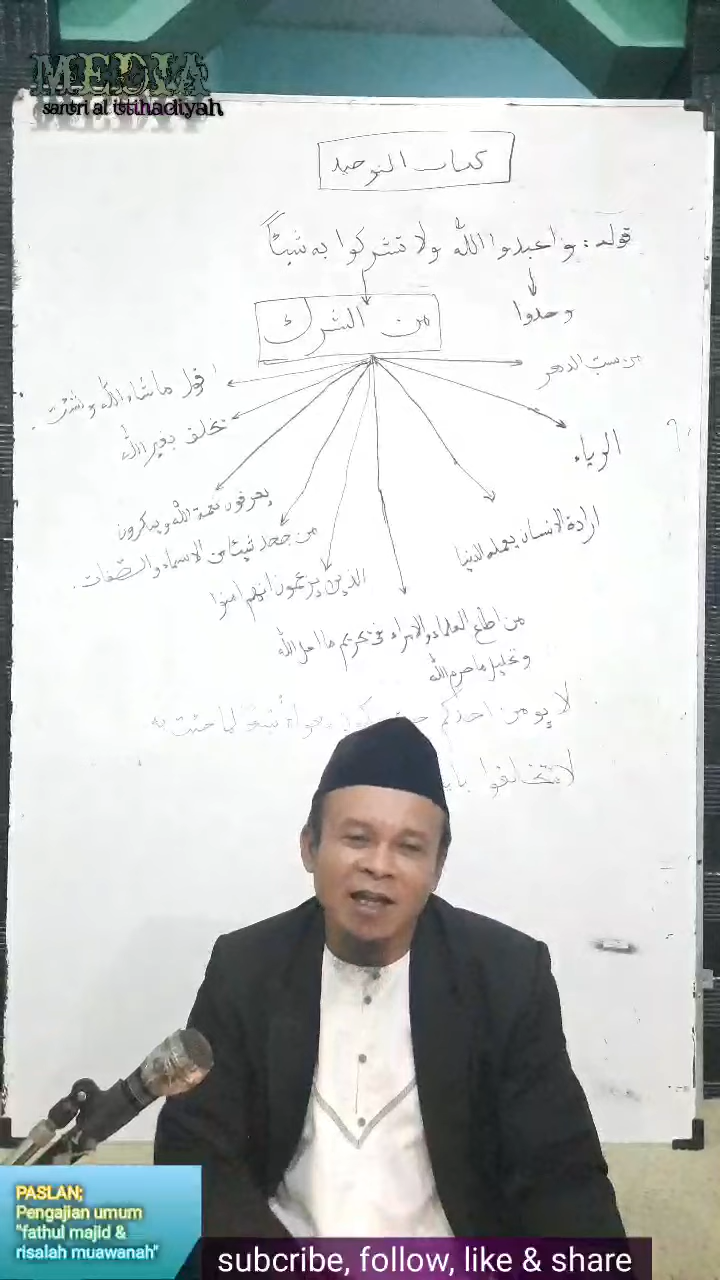 MEDIA
santri al ittihadiyah
كتاب التوحيد
قوله : واعبدوا الله ولا تشركوا به شيئاً
وحدوا
من الشرك
من سبّ الدهر
قول ما شاء الله وشئت
تحلف بغير الله
الرياء
يعرفون نعمة الله وينكرون
ارادة الانسان بعمله الدنيا
من جحد شيئا من الاسماء والصفات
الذين يزعمون انهم امنوا
من اطاع العلماء والامراء في تحريم ما احل الله
وتحليل ما حرم الله
لا يؤمن احدكم هواه تبعا لما جئت به
لا تحلفوا
PASLAN;
Pengajian umum
"fathul majid &
risalah muawanah"
subcribe, follow, like & share